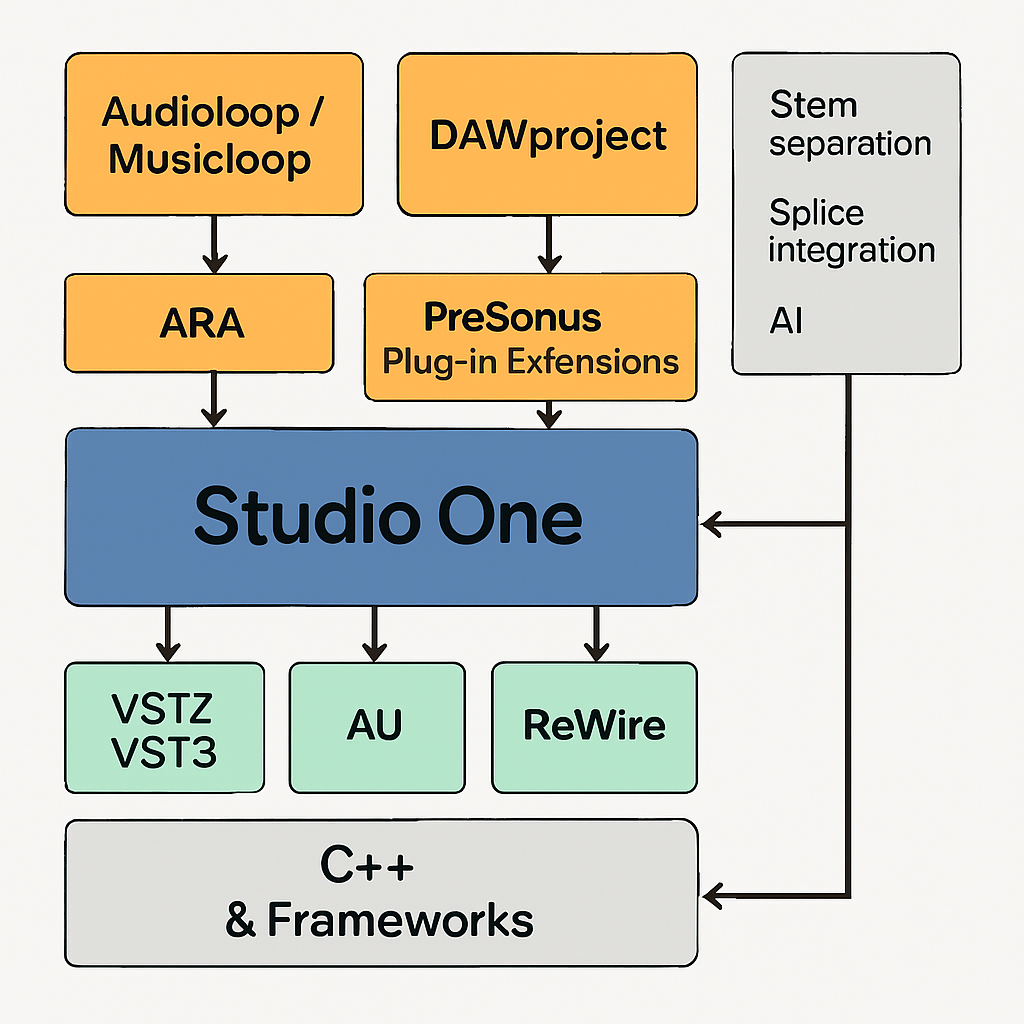 Audioloop /
Musicloop
DAWproject
Stem
separation
Splice
integration
AI
ARA
PreSonus
Plug-in Exfensions
Studio One
VSTZ
VST3
AU
ReWire
C++
& Frameworks